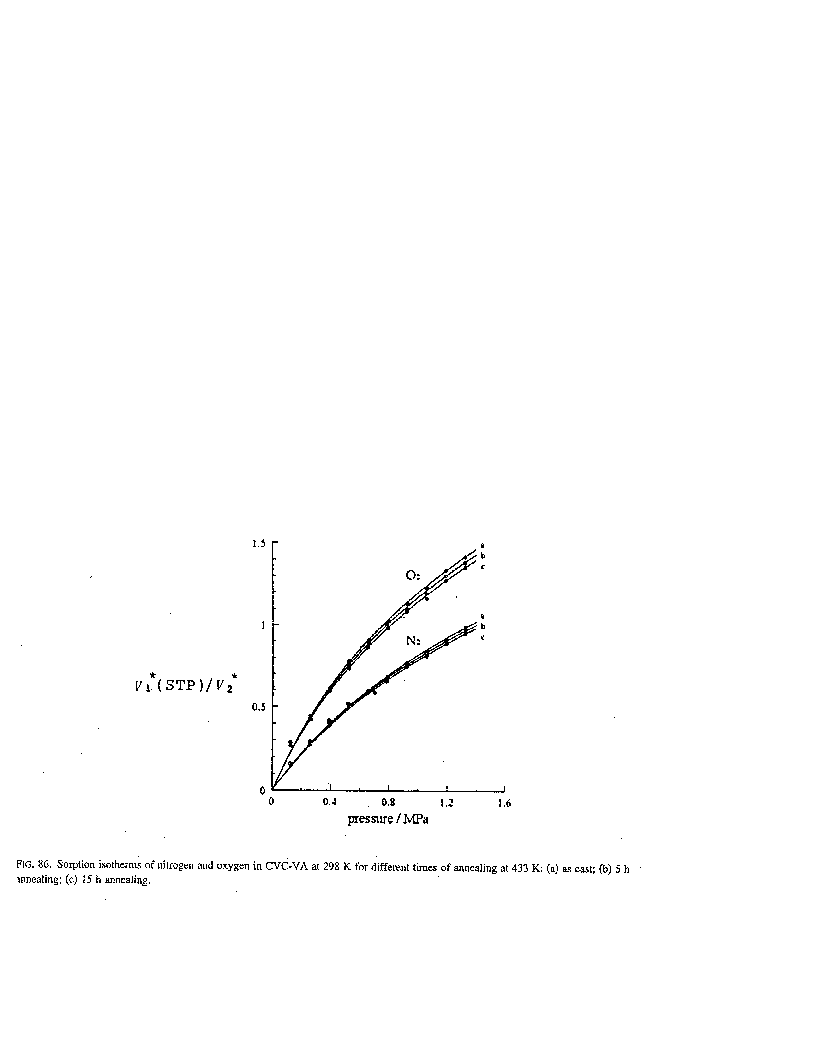 1.5
a
b
c
O₂
1
a
b
c
N₂
V₁*(STP)/V₂*
0.5
0
0 0.4 0.8 1.2 1.6
pressure / MPa
FIG. 86. Sorption isotherms of nitrogen and oxygen in CVC-VA at 298 K for different times of annealing at 433 K: (a) as cast; (b) 5 h
annealing; (c) 15 h annealing.